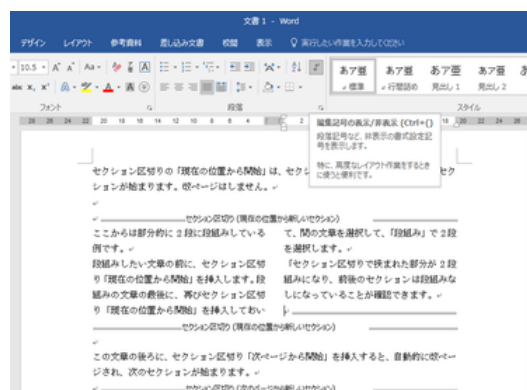 文書 1 - Word
デザイン レイアウト 参考資料 差し込み文書 校閲 表示 実行したい作業を入力してください
10.5 A A Aa A
あア亜 あア亜 あア亜 あア亜
標準 行間詰め 見出し 1 見出し 2
フォント 段落 スタイル
28 26 24 22 20 18 16 14 12 10 8 6 4 2
編集記号の表示/非表示 (Ctrl+()
段落記号など、非表示の書式設定記
号を表示します。
特に、高度なレイアウト作業をするとき
に使うと便利です。
セクション区切りの「現在の位置から開始」は、セク
ションが始まります。改ページはしません。
セクション区切り (現在の位置から新しいセクション)
ここからは部分的に 2 段に段組みしている
例です。
段組みしたい文章の前に、セクション区切
り「現在の位置から開始」を挿入します。段
組みの文章の最後に、再びセクション区切
り「現在の位置から開始」を挿入しておい
て、間の文章を選択して、「段組み」で 2 段
を選択します。
「セクション区切りで挟まれた部分が 2 段
組みになり、前後のセクションは段組みな
しになっていることが確認できます。
セクション区切り (現在の位置から新しいセクション)
この文章の後ろに、セクション区切り「次ページから開始」を挿入すると、自動的に改ペー
ジされ、次のセクションが始まります。
セクション区切り (次のページから新しいセクション)